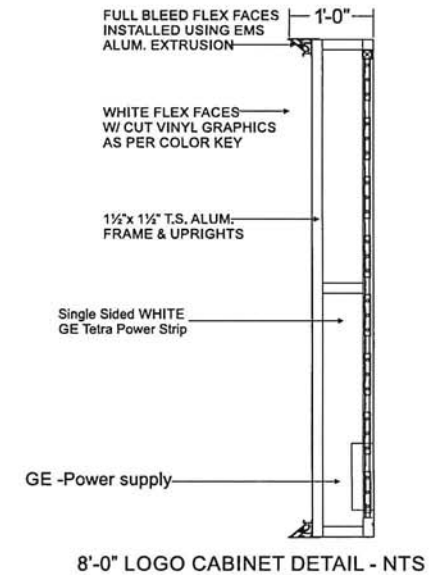 FULL BLEED FLEX FACES
INSTALLED USING EMS
ALUM. EXTRUSION
1'-0"
WHITE FLEX FACES
W/ CUT VINYL GRAPHICS
AS PER COLOR KEY
1½"x 1½" T.S. ALUM.
FRAME & UPRIGHTS
Single Sided WHITE
GE Tetra Power Strip
GE -Power supply
8'-0" LOGO CABINET DETAIL - NTS